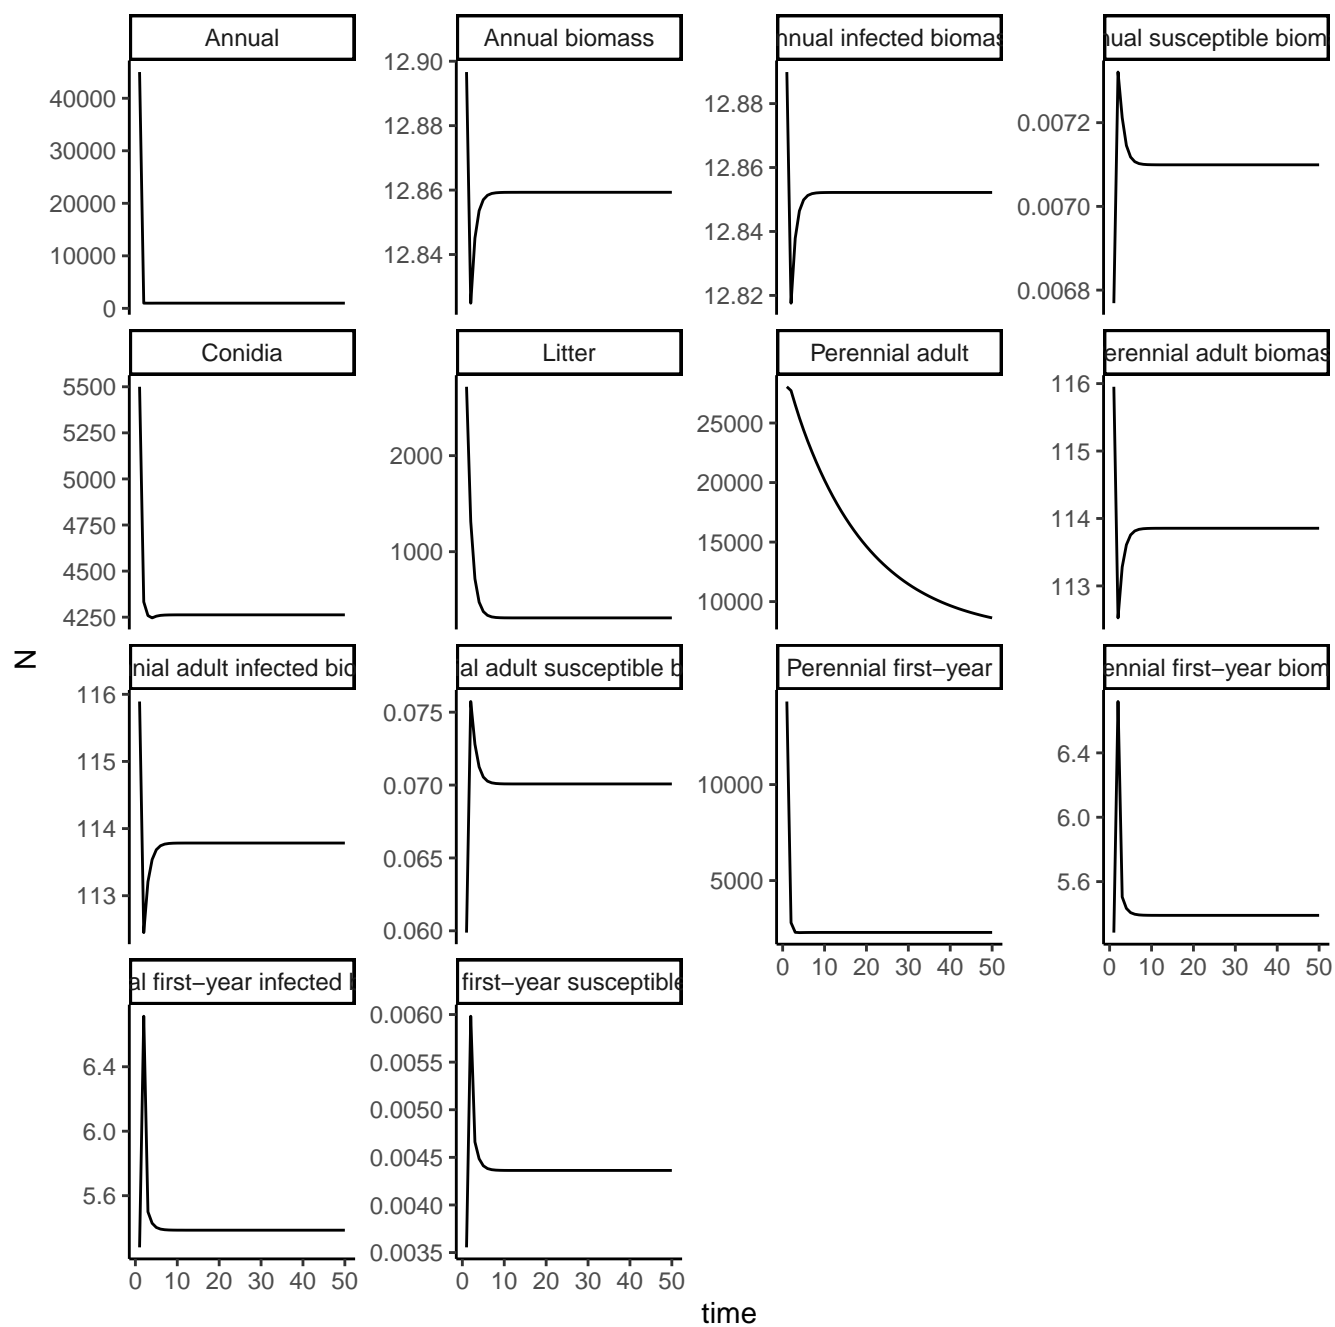 Annual
Annual biomass
nnual infected biomas
nual susceptible biom
40000
30000
20000
10000
0
12.90
12.88
12.86
12.84
12.88
12.86
12.84
12.82
0.0072
0.0070
0.0068
Conidia
Litter
Perennial adult
erennial adult biomas
5500
5250
5000
4750
4500
4250
2000
1000
25000
20000
15000
10000
116
115
114
113
N
nnial adult infected bio
al adult susceptible b
Perennial first−year
ennial first−year biom
116
115
114
113
0.075
0.070
0.065
0.060
10000
5000
0 10 20 30 40 50
6.4
6.0
5.6
0 10 20 30 40 50
al first−year infected b
first−year susceptible
6.4
6.0
5.6
0 10 20 30 40 50
0.0060
0.0055
0.0050
0.0045
0.0040
0.0035
0 10 20 30 40 50
time